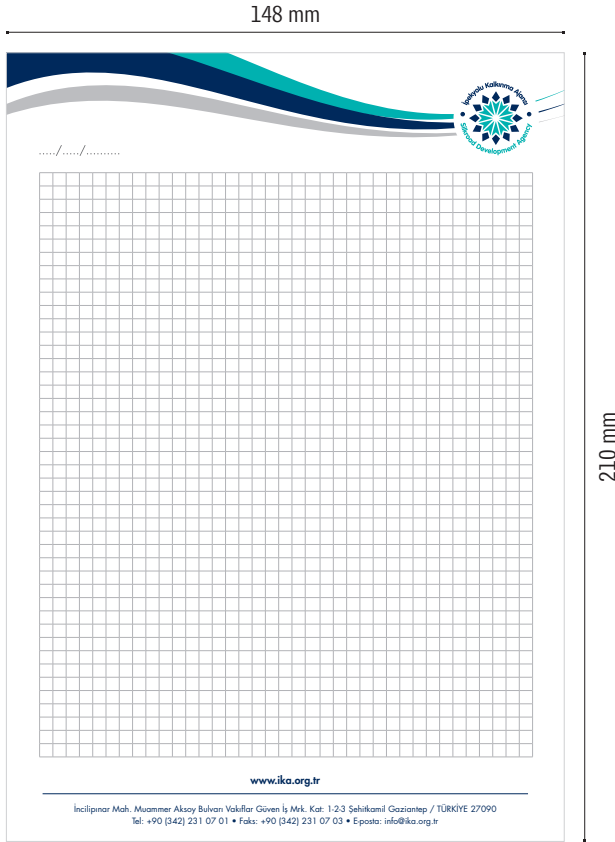 148 mm
İpekyolu Kalkınma Ajansı
Silkroad Development Agency
...../...../..........
210 mm
www.ika.org.tr
İncilipınar Mah. Muammer Aksoy Bulvarı Vakıflar Güven İş Mrk. Kat: 1-2-3 Şehitkamil Gaziantep / TÜRKİYE 27090
Tel: +90 (342) 231 07 01 • Faks: +90 (342) 231 07 03 • E-posta: info@ika.org.tr